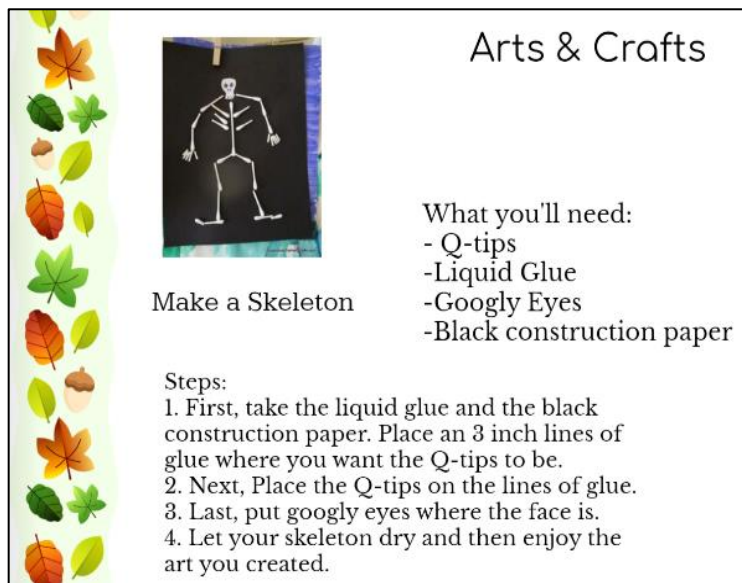 Arts & Crafts
What you'll need:
- Q-tips
-Liquid Glue
-Googly Eyes
-Black construction paper
Make a Skeleton
Steps:
1. First, take the liquid glue and the black
construction paper. Place an 3 inch lines of
glue where you want the Q-tips to be.
2. Next, Place the Q-tips on the lines of glue.
3. Last, put googly eyes where the face is.
4. Let your skeleton dry and then enjoy the
art you created.